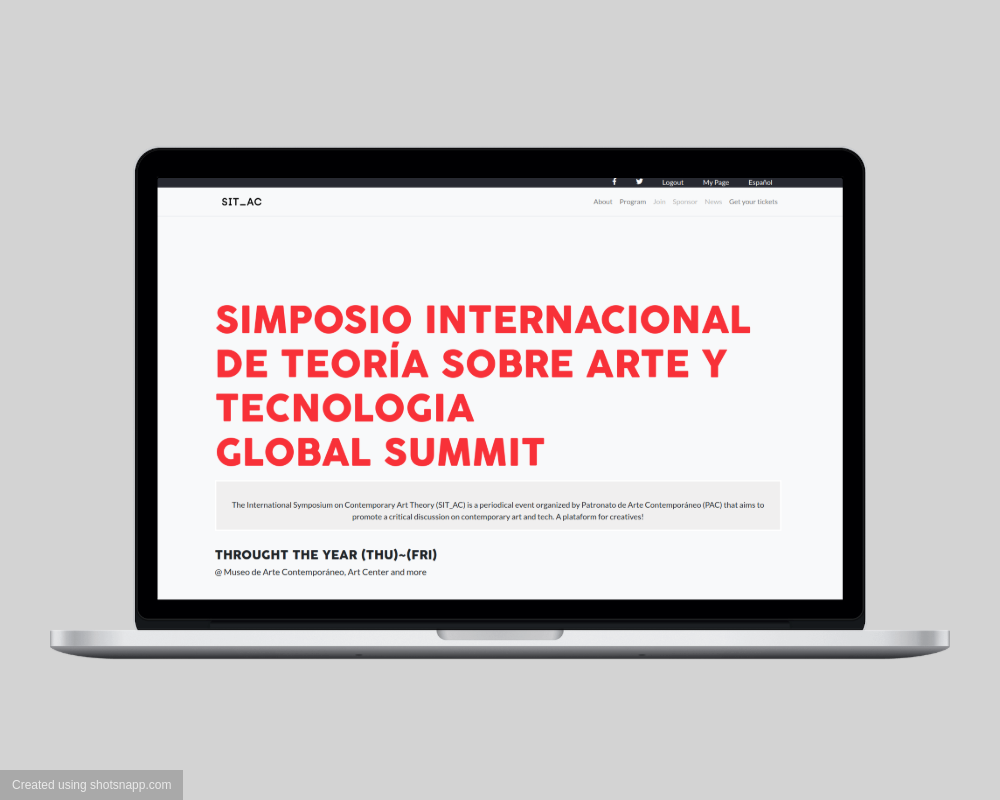 Logout My Page Español
SIT_AC
About Program Join Sponsor News Get your tickets
SIMPOSIO INTERNACIONAL
DE TEORÍA SOBRE ARTE Y
TECNOLOGIA
GLOBAL SUMMIT
The International Symposium on Contemporary Art Theory (SIT_AC) is a periodical event organized by Patronato de Arte Contemporáneo (PAC) that aims to
promote a critical discussion on contemporary art and tech. A plataform for creatives!
THROUGHT THE YEAR (THU)~(FRI)
@ Museo de Arte Contemporáneo, Art Center and more
Created using shotsnapp.com